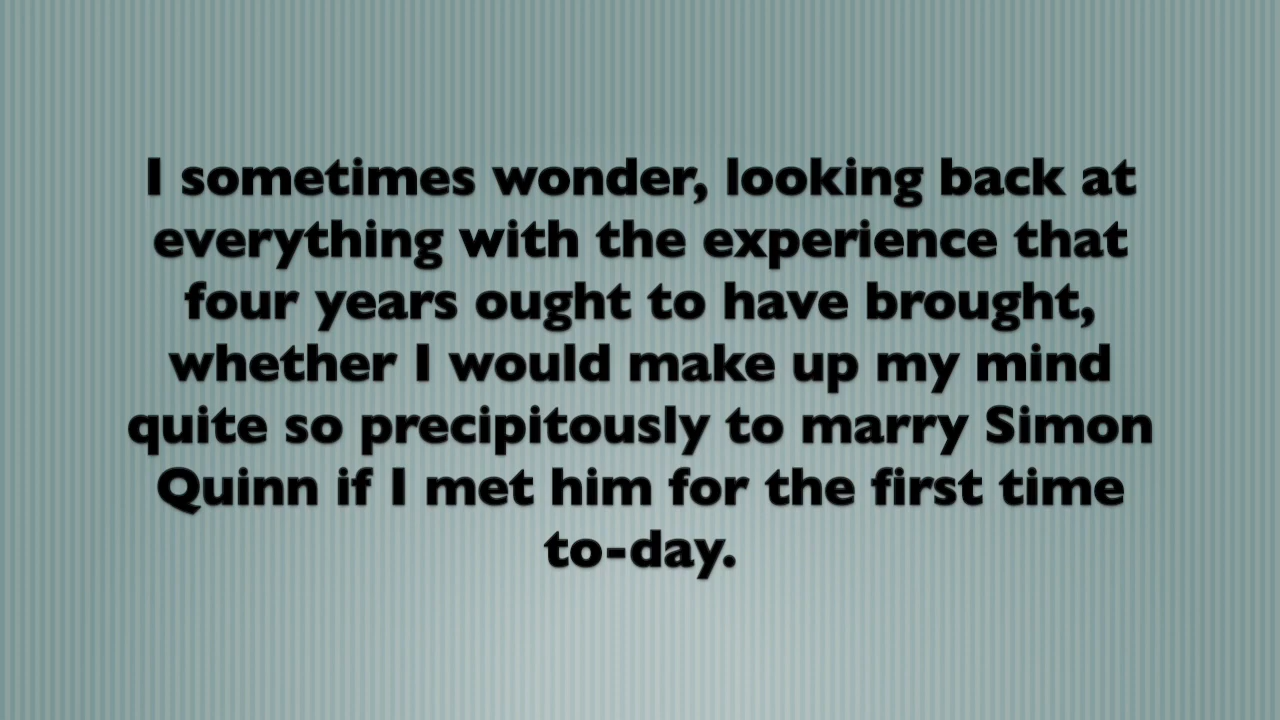 I sometimes wonder, looking back at
everything with the experience that
four years ought to have brought,
whether I would make up my mind
quite so precipitously to marry Simon
Quinn if I met him for the first time
to-day.